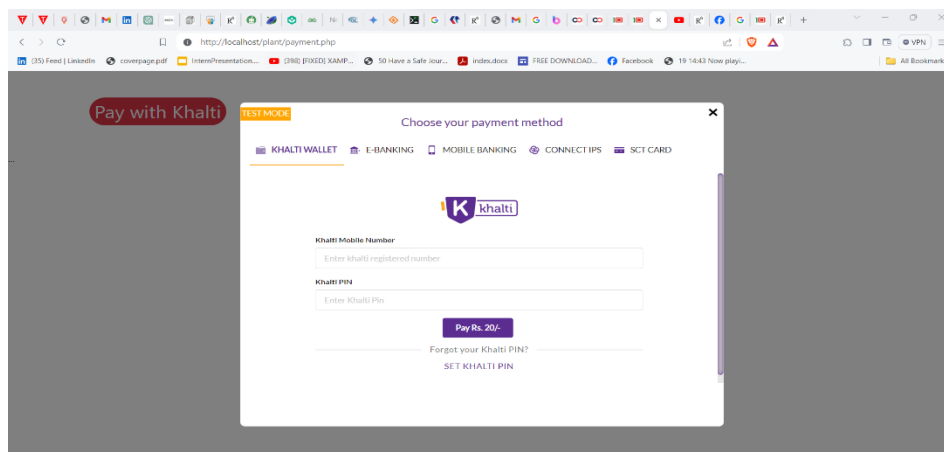 http://localhost/plant/payment.php
VPN
(35) Feed | LinkedIn coverpage.pdf InternPresentation... (398) [FIXED] XAMP... 50 Have a Safe Jour... index.docx FREE DOWNLOAD... Facebook 19 14:43 Now playi... All Bookmark
Pay with Khalti
TEST MODE
Choose your payment method
KHALTI WALLET E-BANKING MOBILE BANKING CONNECT IPS SCT CARD
khalti
Khalti Mobile Number
Enter khalti registered number
Khalti PIN
Enter Khalti Pin
Pay Rs. 20/-
Forgot your Khalti PIN?
SET KHALTI PIN